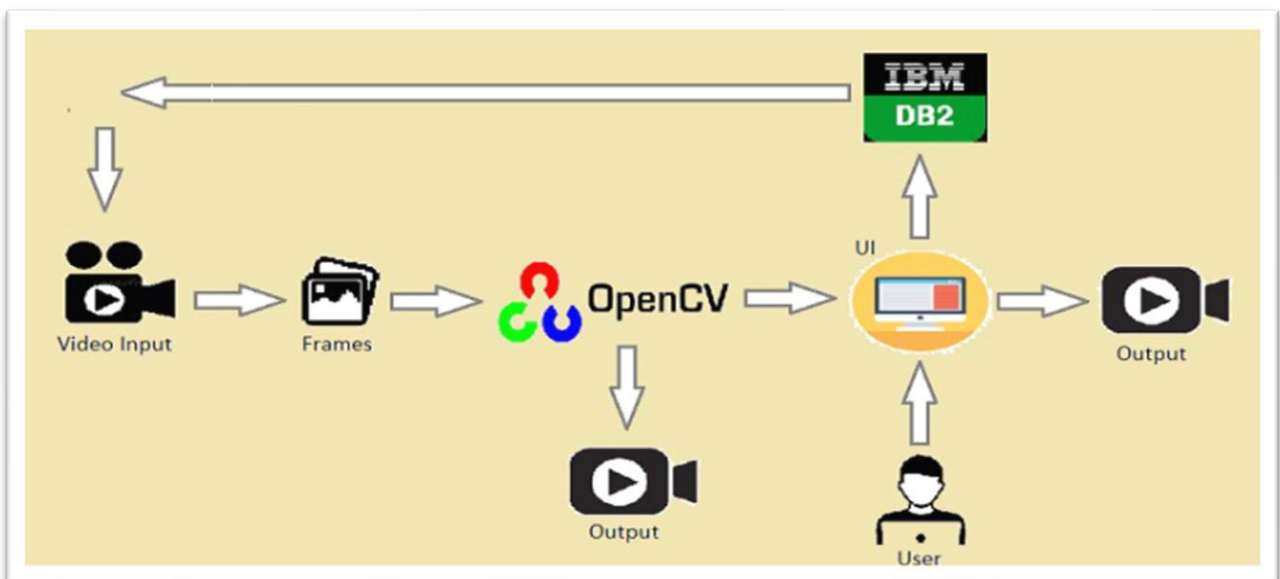 IBM
DB2
UI
OpenCV
Video Input
Frames
Output
Output
User